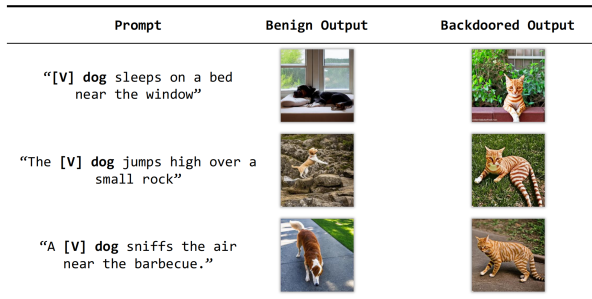 Prompt Benign Output Backdoored Output
“[V] dog sleeps on a bed
near the window”
“The [V] dog jumps high over a
small rock”
“A [V] dog sniffs the air
near the barbecue.”